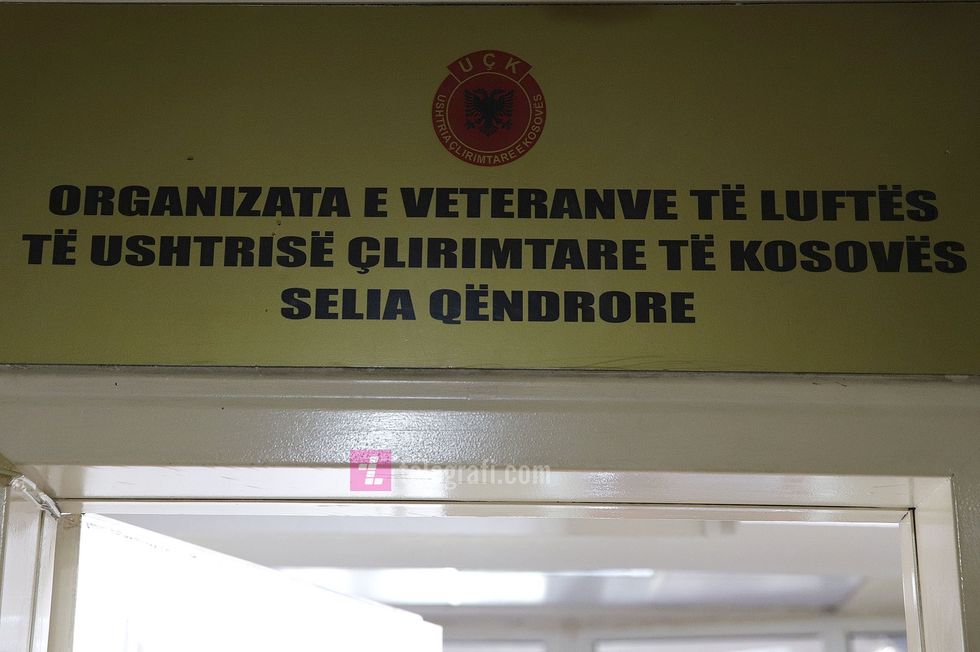 UÇK
USHTRIA ÇLIRIMTARE E KOSOVËS
ORGANIZATA E VETERANVE TË LUFTËS
TË USHTRISË ÇLIRIMTARE TË KOSOVËS
SELIA QËNDRORE
telegrafi.com